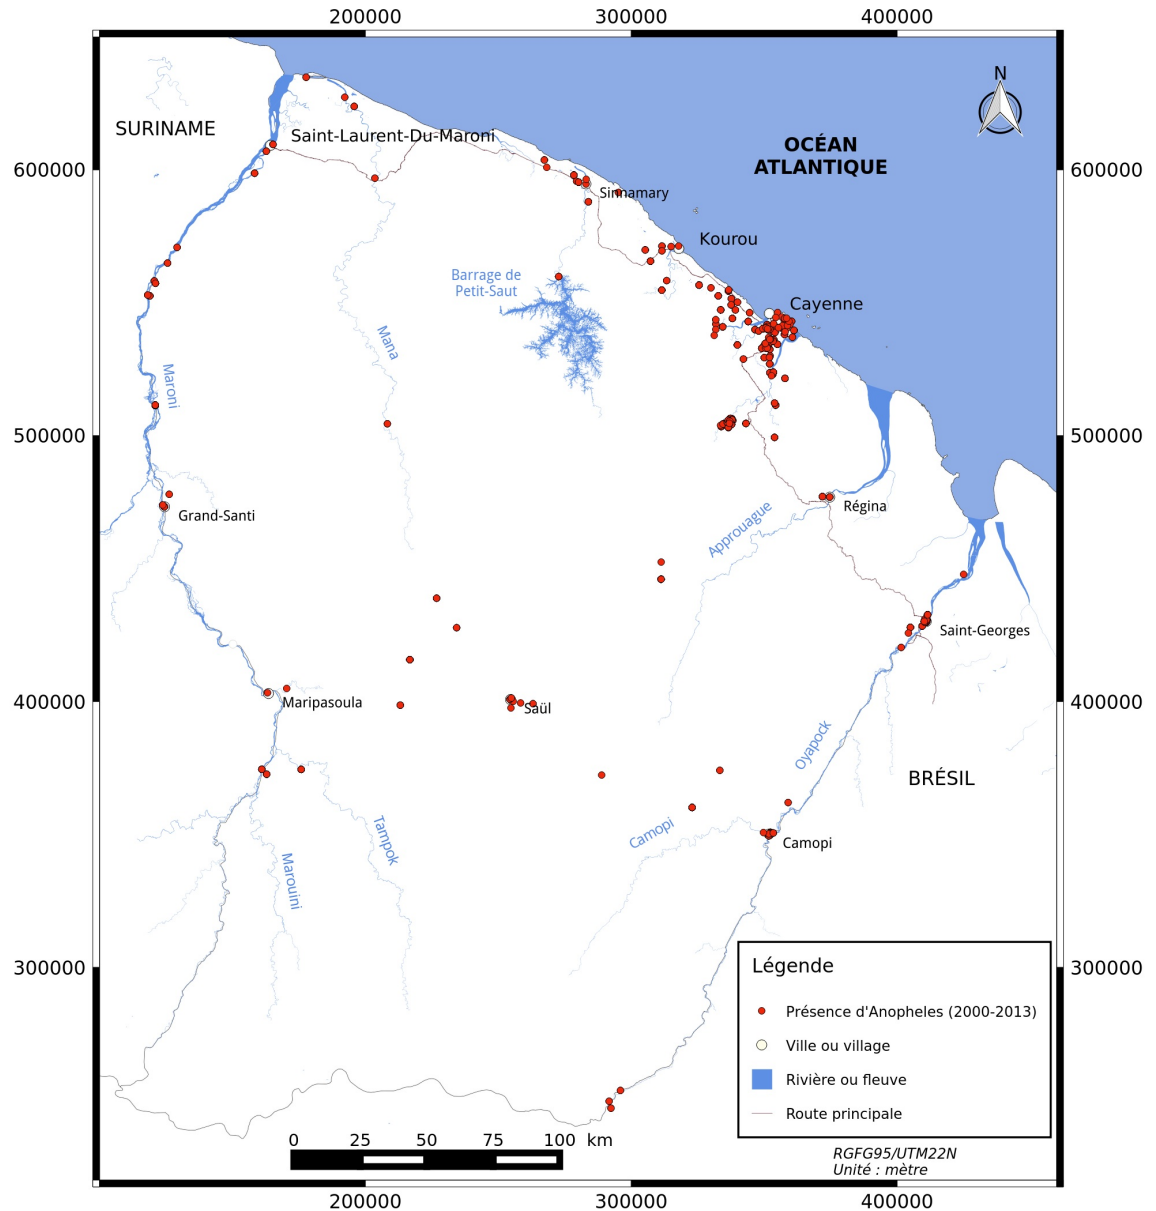 200000
300000
400000
N
SURINAME
Saint-Laurent-Du-Maroni
OCÉAN
ATLANTIQUE
600000
600000
Sinnamary
Kourou
Barrage de
Petit-Saut
Cayenne
Mana
Maroni
500000
500000
Régina
Grand-Santi
Approuague
Saint-Georges
400000
400000
Maripasoula
Saül
Oyapock
BRÉSIL
Camopi
Camopi
Tampok
Marouini
300000
300000
Légende
Présence d'Anopheles (2000-2013)
Ville ou village
Rivière ou fleuve
Route principale
0 25 50 75 100 km
RGFG95/UTM22N
Unité : mètre
200000
300000
400000